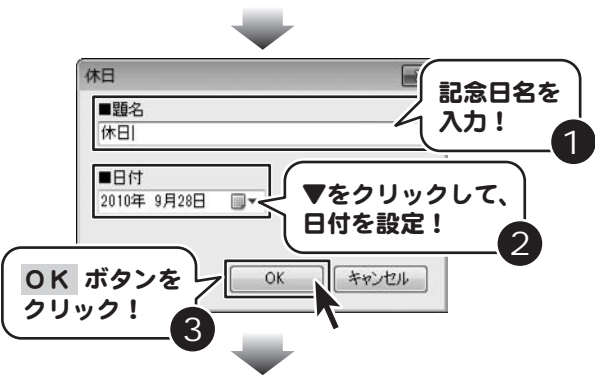 休日
■題名
休日
記念日名を
入力！
1
■日付
2010年 9月28日
▼をクリックして、
日付を設定！
2
ＯＫ ボタンを
クリック！
3
OK
キャンセル